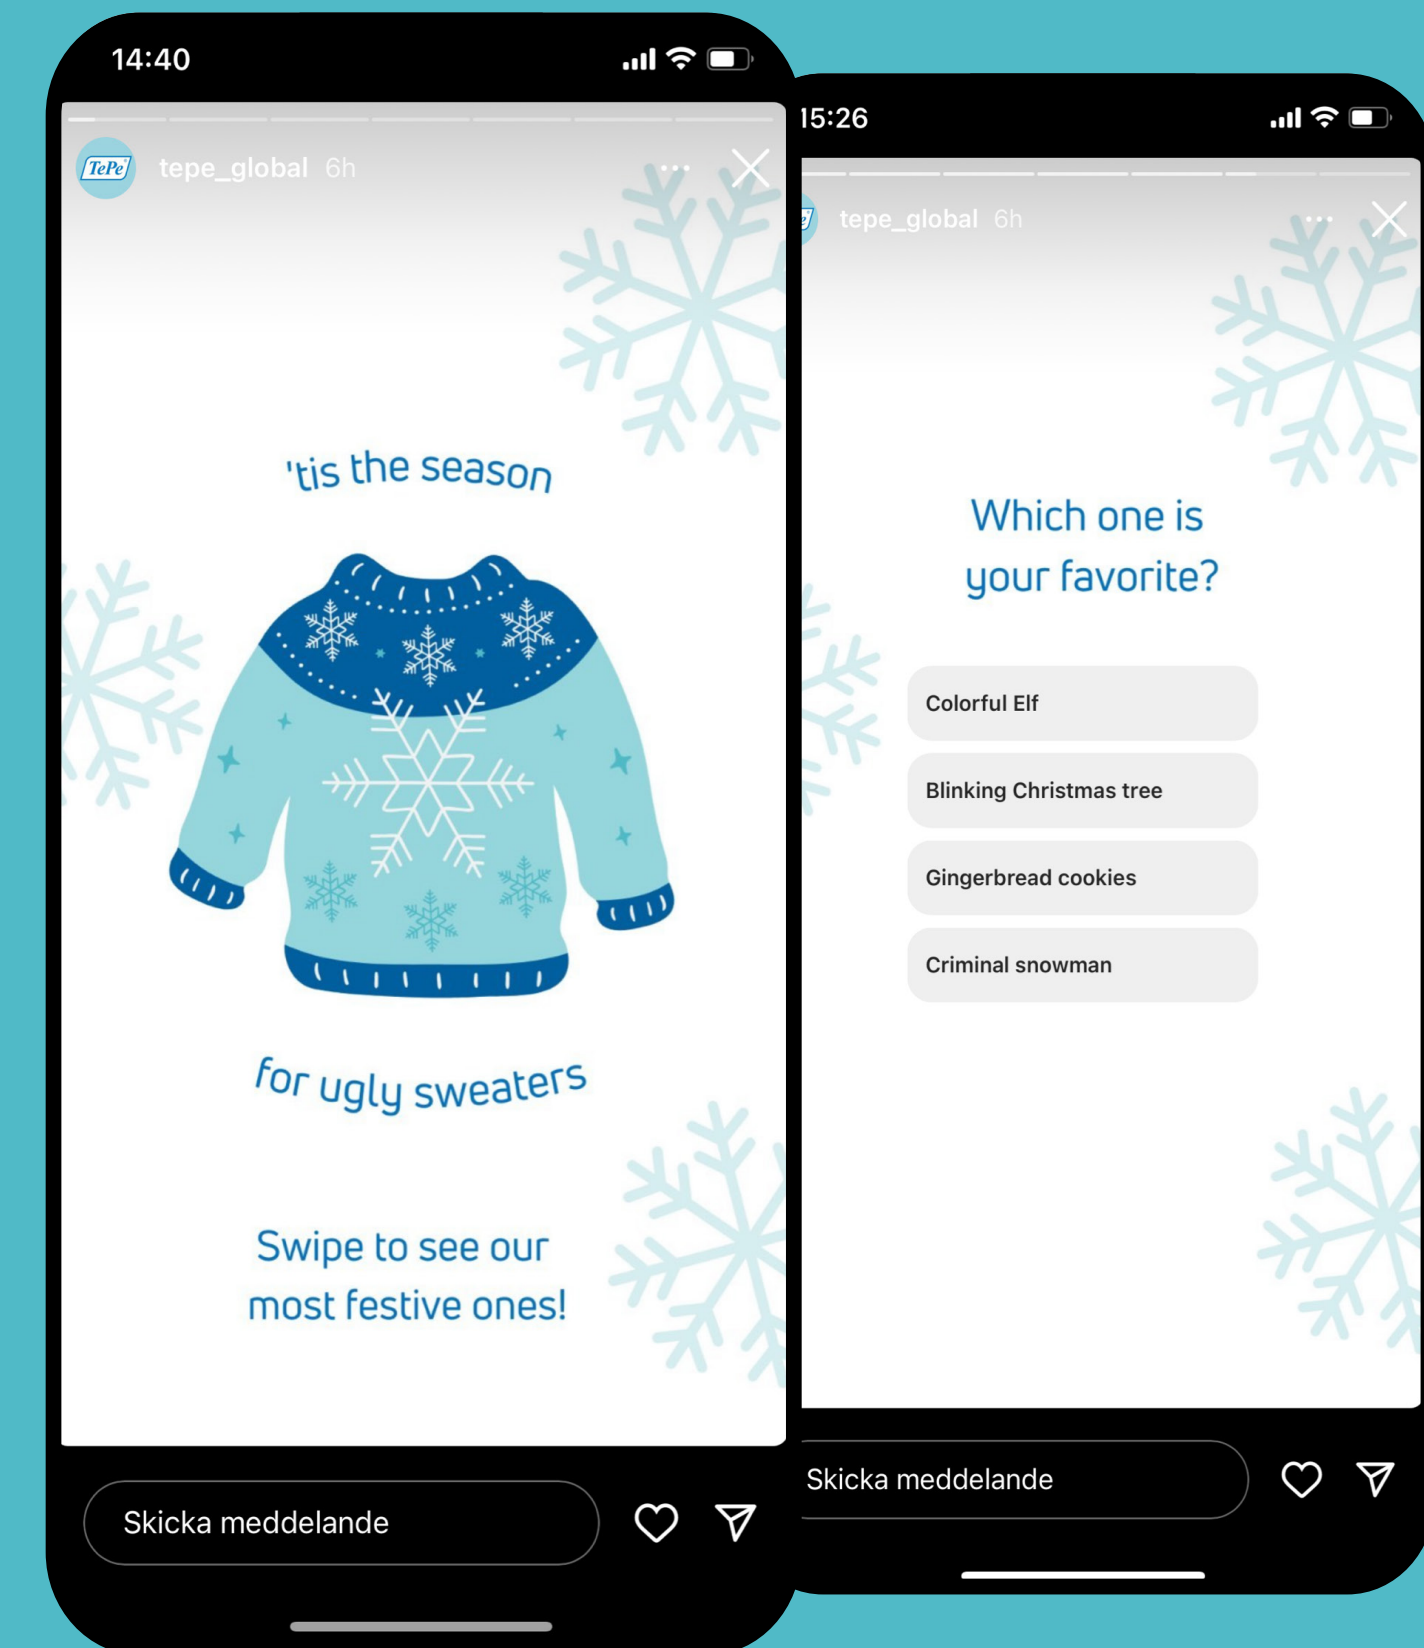 14:40
TePe
tepe_global 6h
'tis the season
for ugly sweaters
Swipe to see our
most festive ones!
Skicka meddelande
15:26
tepe_global 6h
Which one is
your favorite?
Colorful Elf
Blinking Christmas tree
Gingerbread cookies
Criminal snowman
Skicka meddelande